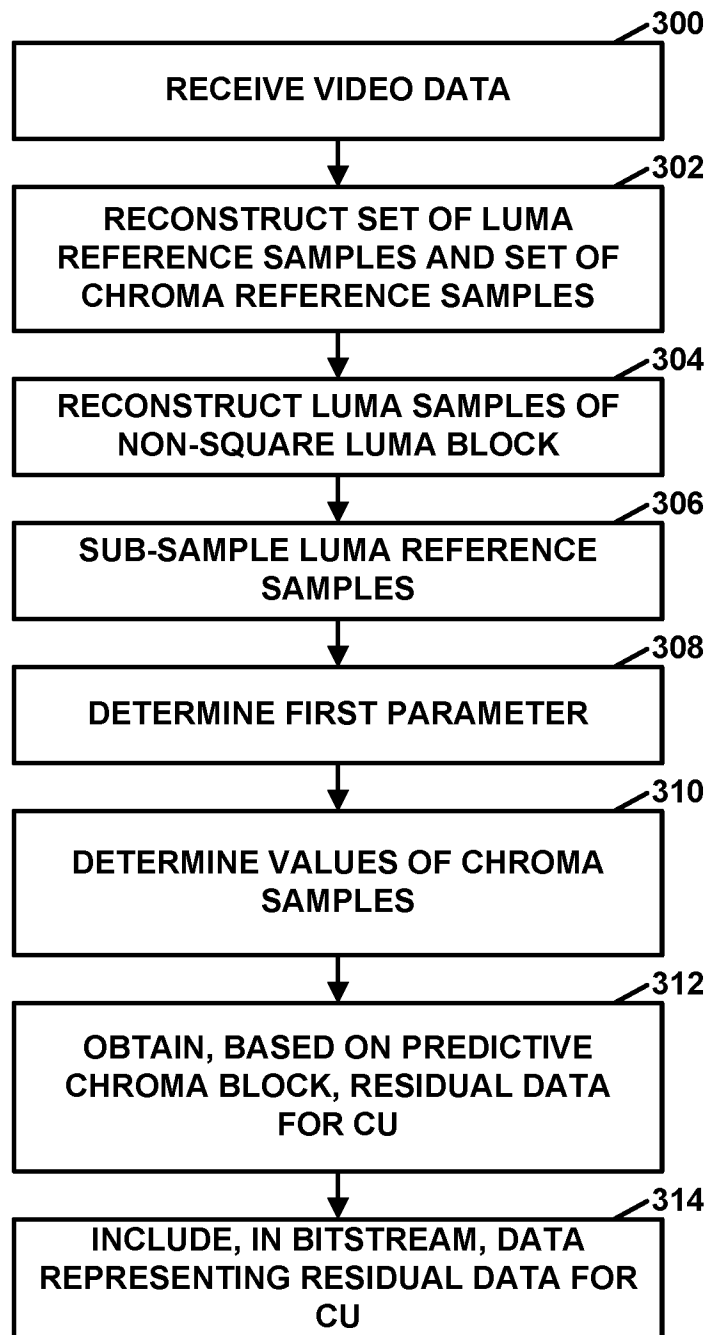 300
RECEIVE VIDEO DATA
302
RECONSTRUCT SET OF LUMA
REFERENCE SAMPLES AND SET OF
CHROMA REFERENCE SAMPLES
304
RECONSTRUCT LUMA SAMPLES OF
NON-SQUARE LUMA BLOCK
306
SUB-SAMPLE LUMA REFERENCE
SAMPLES
308
DETERMINE FIRST PARAMETER
310
DETERMINE VALUES OF CHROMA
SAMPLES
312
OBTAIN, BASED ON PREDICTIVE
CHROMA BLOCK, RESIDUAL DATA
FOR CU
314
INCLUDE, IN BITSTREAM, DATA
REPRESENTING RESIDUAL DATA FOR
CU